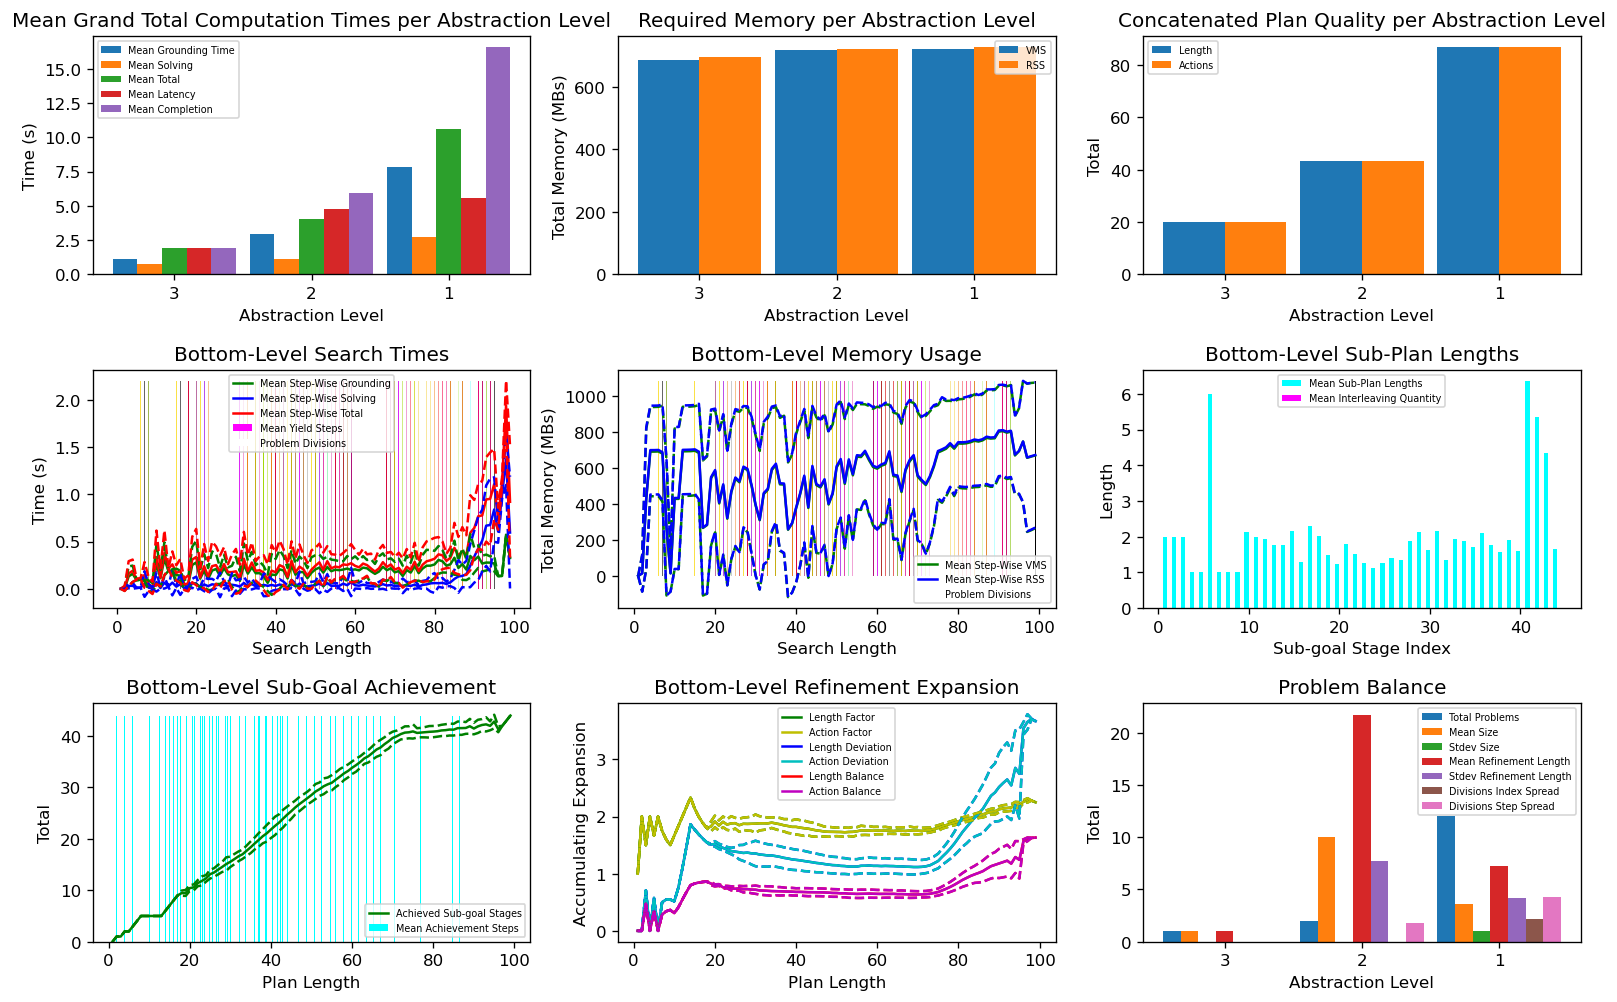 Mean Grand Total Computation Times per Abstraction Level
Time (s)
15.0
12.5
10.0
7.5
5.0
2.5
0.0
Mean Grounding Time
Mean Solving
Mean Total
Mean Latency
Mean Completion
3 2 1
Abstraction Level
Required Memory per Abstraction Level
Total Memory (MBs)
600
400
200
0
VMS
RSS
3 2 1
Abstraction Level
Concatenated Plan Quality per Abstraction Level
Total
80
60
40
20
0
Length
Actions
3 2 1
Abstraction Level
Bottom-Level Search Times
Time (s)
2.0
1.5
1.0
0.5
0.0
Mean Step-Wise Grounding
Mean Step-Wise Solving
Mean Step-Wise Total
Mean Yield Steps
Problem Divisions
0 20 40 60 80 100
Search Length
Bottom-Level Memory Usage
Total Memory (MBs)
1000
800
600
400
200
0
Mean Step-Wise VMS
Mean Step-Wise RSS
Problem Divisions
0 20 40 60 80 100
Search Length
Bottom-Level Sub-Plan Lengths
Length
6
5
4
3
2
1
0
Mean Sub-Plan Lengths
Mean Interleaving Quantity
0 10 20 30 40
Sub-goal Stage Index
Bottom-Level Sub-Goal Achievement
Total
40
30
20
10
0
Achieved Sub-goal Stages
Mean Achievement Steps
0 20 40 60 80 100
Plan Length
Bottom-Level Refinement Expansion
Accumulating Expansion
3
2
1
0
Length Factor
Action Factor
Length Deviation
Action Deviation
Length Balance
Action Balance
0 20 40 60 80 100
Plan Length
Problem Balance
Total
20
15
10
5
0
Total Problems
Mean Size
Stdev Size
Mean Refinement Length
Stdev Refinement Length
Divisions Index Spread
Divisions Step Spread
3 2 1
Abstraction Level